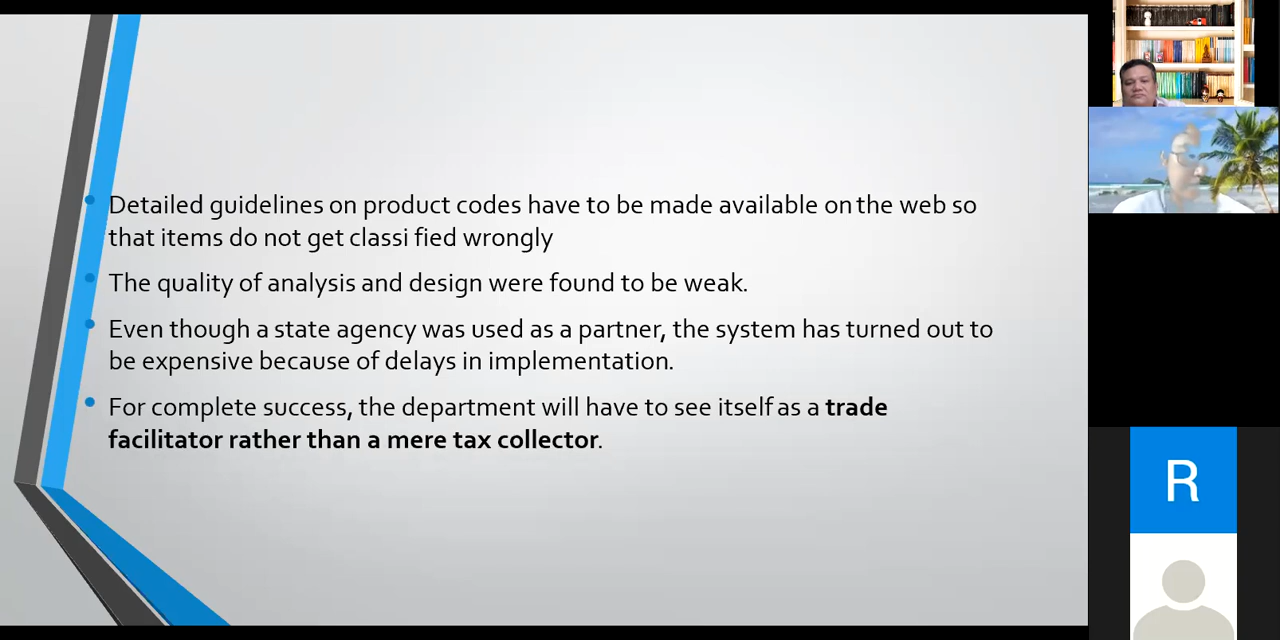 Detailed guidelines on product codes have to be made available on the web so
that items do not get classi fied wrongly
The quality of analysis and design were found to be weak.
Even though a state agency was used as a partner, the system has turned out to
be expensive because of delays in implementation.
For complete success, the department will have to see itself as a trade
facilitator rather than a mere tax collector.
R